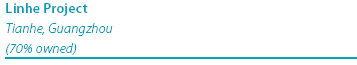 Linhe Project
Tianhe, Guangzhou
(70% owned)